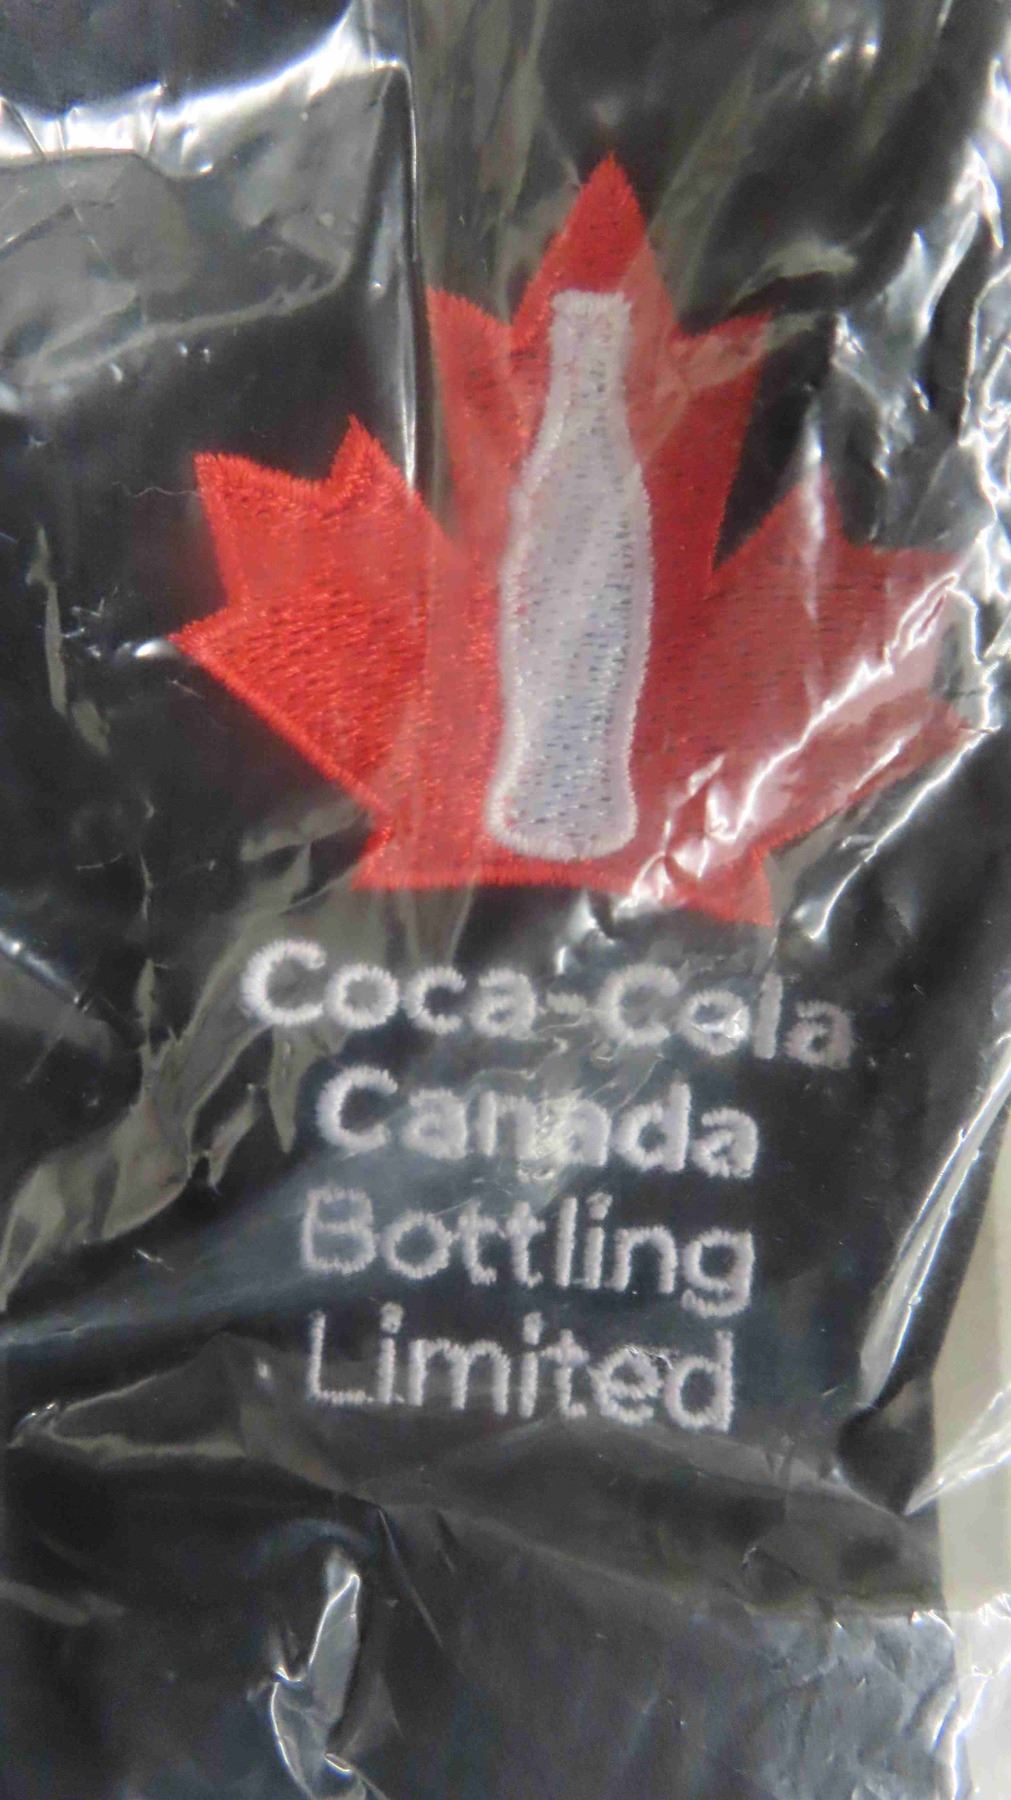 Coca-Cola
Canada
Bottling
Limited